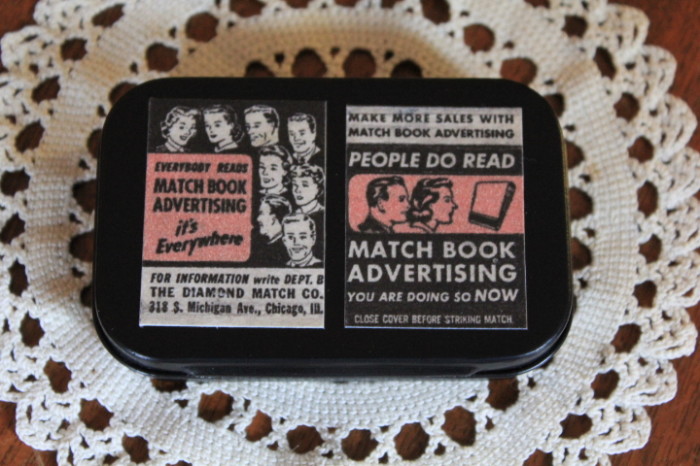 EVERYBODY READS
MATCH BOOK
ADVERTISING
it's
Everywhere
FOR INFORMATION write DEPT. B
THE DIAMOND MATCH CO.
318 S. Michigan Ave., Chicago, Ill.
MAKE MORE SALES WITH
MATCH BOOK ADVERTISING
PEOPLE DO READ
MATCH BOOK
ADVERTISING
YOU ARE DOING SO NOW
CLOSE COVER BEFORE STRIKING MATCH.